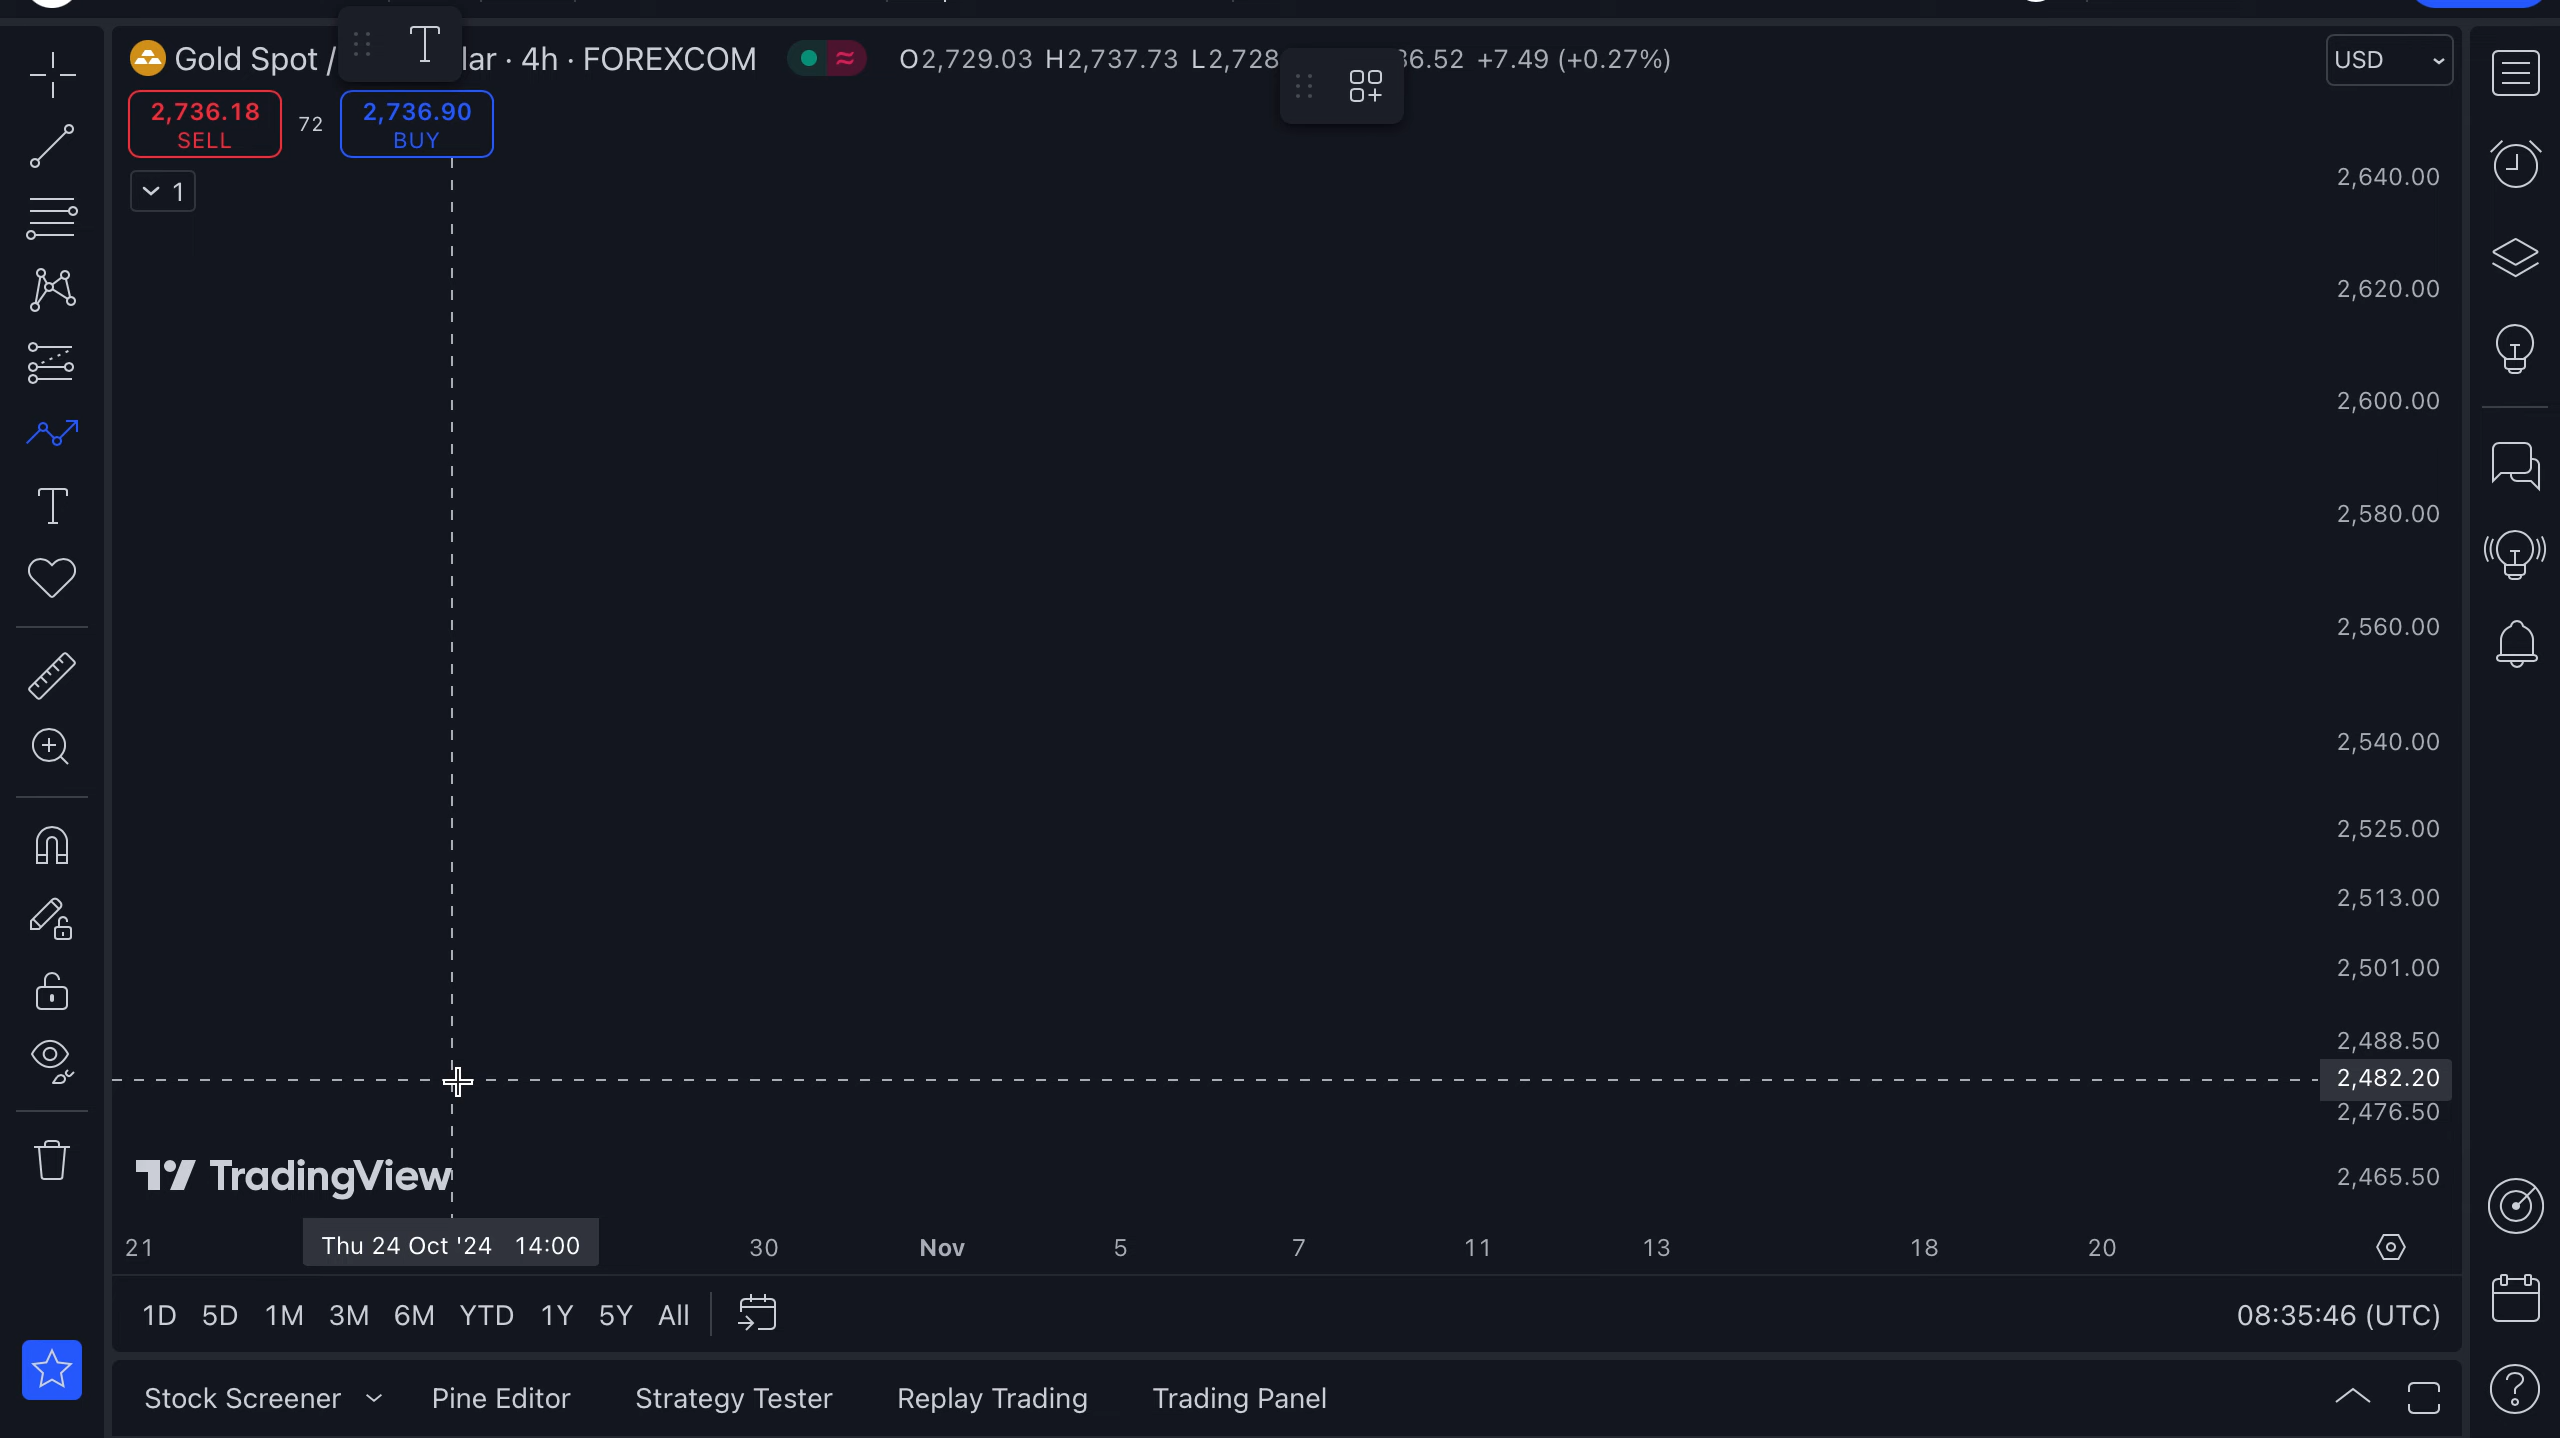 Gold Spot / lar · 4h · FOREXCOM
O2,729.03 H2,737.73 L2,728 36.52 +7.49 (+0.27%)
USD
2,736.18
SELL
72
2,736.90
BUY
1
2,640.00
2,620.00
2,600.00
2,580.00
2,560.00
2,540.00
2,525.00
2,513.00
2,501.00
2,488.50
2,482.20
2,476.50
2,465.50
TradingView
21
Thu 24 Oct '24 14:00
30
Nov
5
7
11
13
18
20
1D 5D 1M 3M 6M YTD 1Y 5Y All
08:35:46 (UTC)
Stock Screener
Pine Editor
Strategy Tester
Replay Trading
Trading Panel